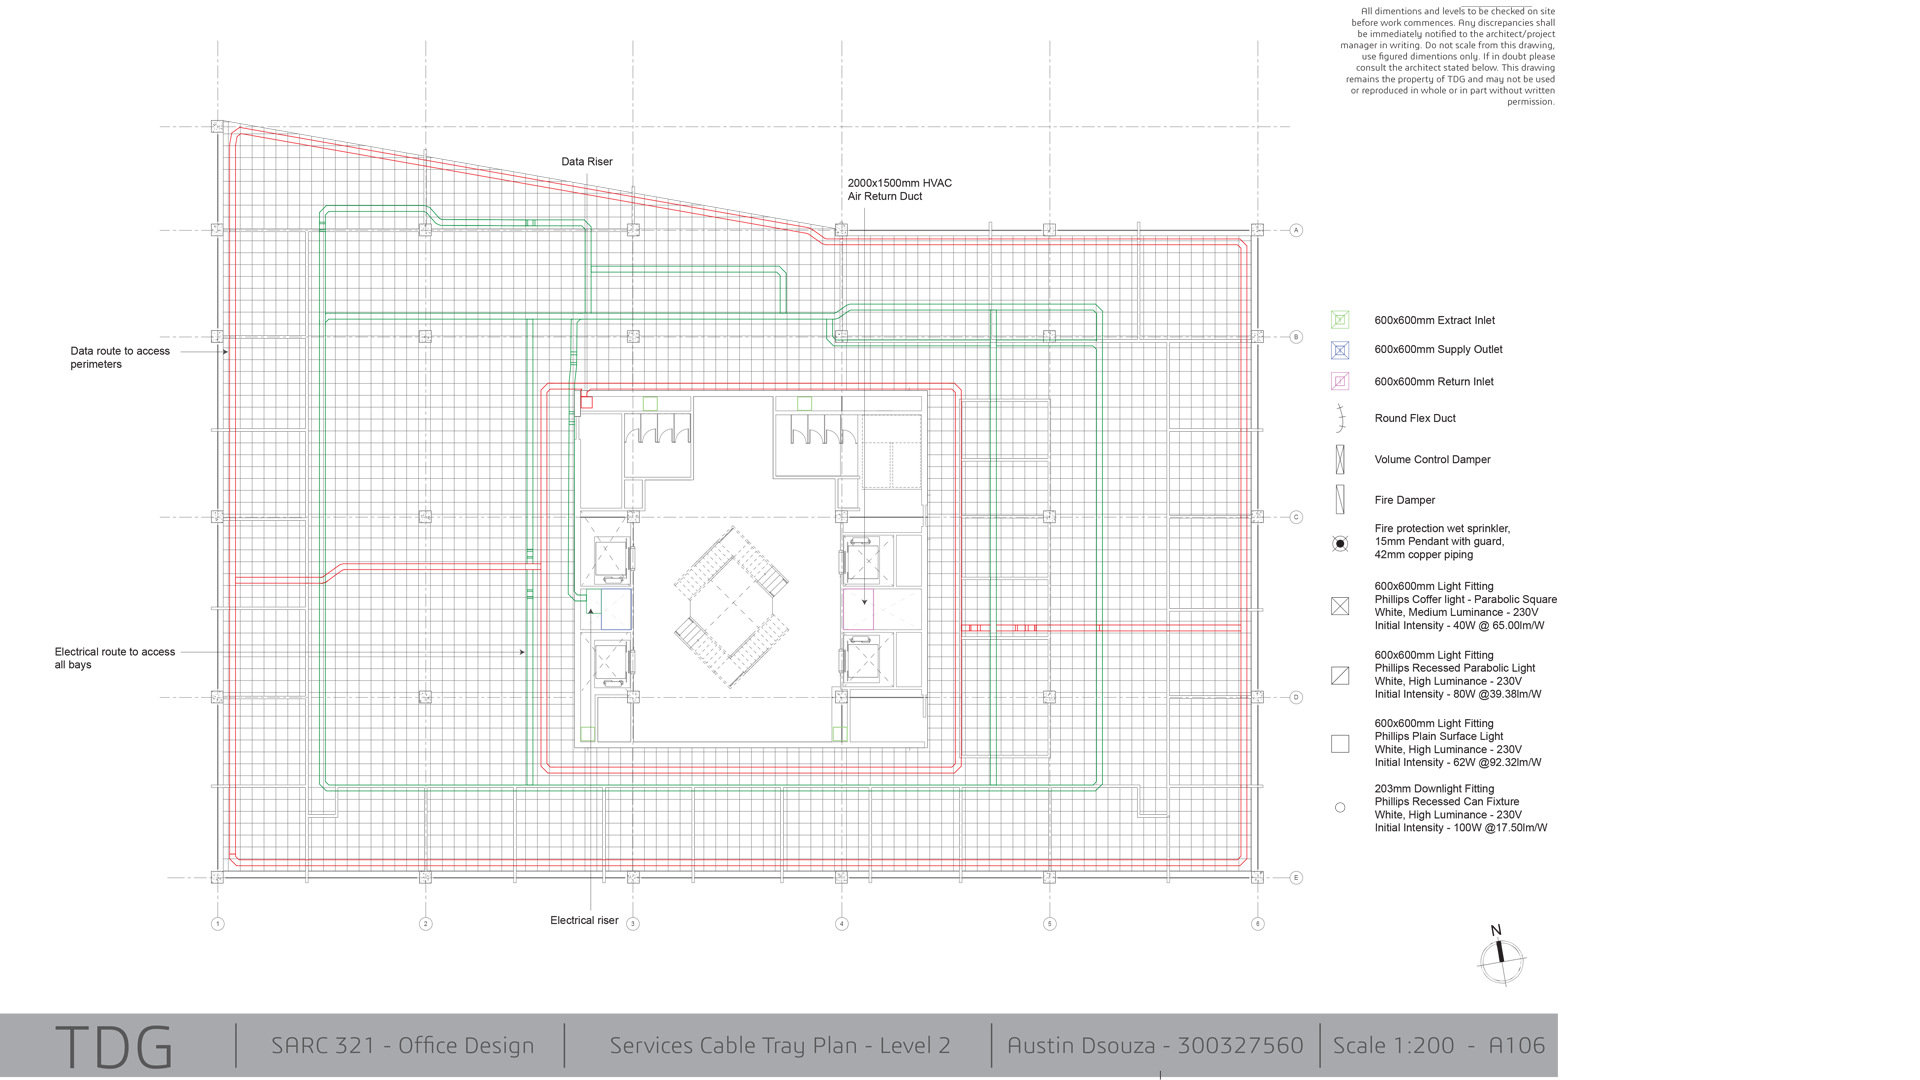 All dimentions and levels to be checked on site
before work commences. Any discrepancies shall
be immediately notified to the architect/project
manager in writing. Do not scale from this drawing,
use figured dimentions only. If in doubt please
consult the architect stated below. This drawing
remains the property of TDG and may not be used
or reproduced in whole or in part without written
permission.
Data Riser
2000x1500mm HVAC
Air Return Duct
A
B
C
D
E
Data route to access
perimeters
Electrical route to access
all bays
Electrical riser
1
2
3
4
5
6
600x600mm Extract Inlet
600x600mm Supply Outlet
600x600mm Return Inlet
Round Flex Duct
Volume Control Damper
Fire Damper
Fire protection wet sprinkler,
15mm Pendant with guard,
42mm copper piping
600x600mm Light Fitting
Phillips Coffer light - Parabolic Square
White, Medium Luminance - 230V
Initial Intensity - 40W @ 65.00lm/W
600x600mm Light Fitting
Phillips Recessed Parabolic Light
White, High Luminance - 230V
Initial Intensity - 80W @39.38lm/W
600x600mm Light Fitting
Phillips Plain Surface Light
White, High Luminance - 230V
Initial Intensity - 62W @92.32lm/W
203mm Downlight Fitting
Phillips Recessed Can Fixture
White, High Luminance - 230V
Initial Intensity - 100W @17.50lm/W
N
TDG
SARC 321 - Office Design
Services Cable Tray Plan - Level 2
Austin Dsouza - 300327560
Scale 1:200 - A106